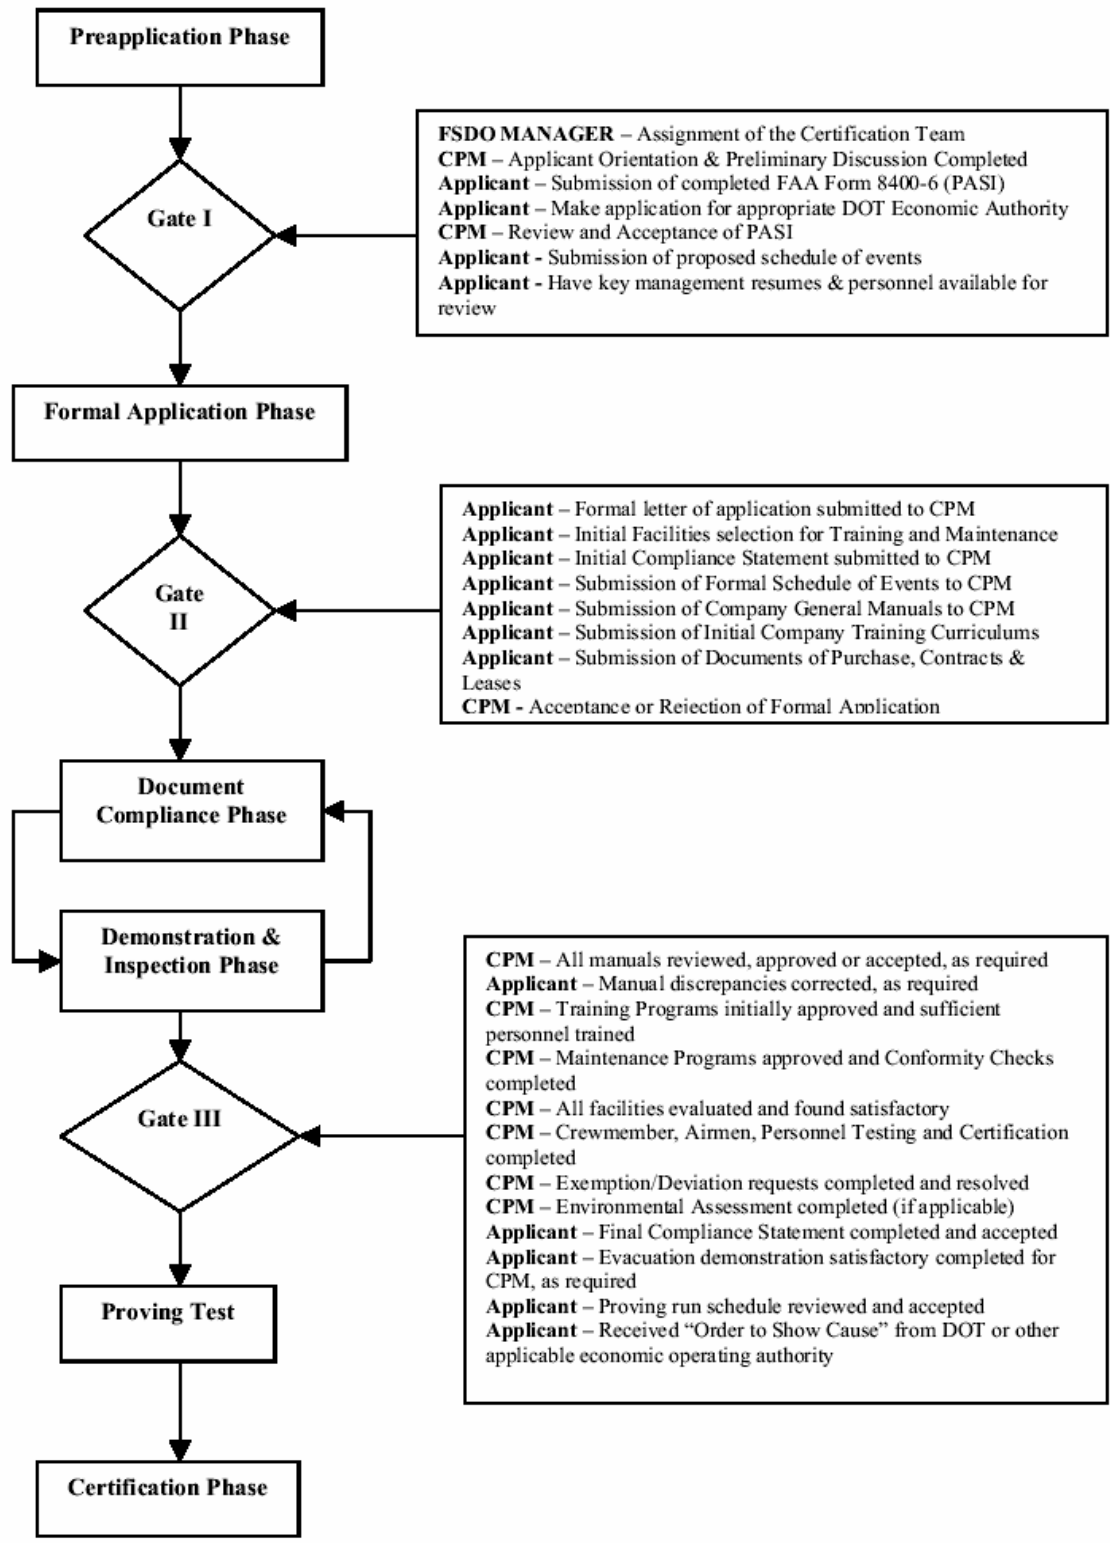 Preapplication Phase
FSDO MANAGER – Assignment of the Certification Team
CPM – Applicant Orientation & Preliminary Discussion Completed
Applicant – Submission of completed FAA Form 8400-6 (PASI)
Applicant – Make application for appropriate DOT Economic Authority
CPM – Review and Acceptance of PASI
Applicant - Submission of proposed schedule of events
Applicant - Have key management resumes & personnel available for
review
Gate I
Formal Application Phase
Applicant – Formal letter of application submitted to CPM
Applicant – Initial Facilities selection for Training and Maintenance
Applicant – Initial Compliance Statement submitted to CPM
Applicant – Submission of Formal Schedule of Events to CPM
Applicant – Submission of Company General Manuals to CPM
Applicant – Submission of Initial Company Training Curriculums
Applicant – Submission of Documents of Purchase, Contracts &
Leases
CPM - Acceptance or Rejection of Formal Application
Gate
II
Document
Compliance Phase
Demonstration &
Inspection Phase
CPM – All manuals reviewed, approved or accepted, as required
Applicant – Manual discrepancies corrected, as required
CPM – Training Programs initially approved and sufficient
personnel trained
CPM – Maintenance Programs approved and Conformity Checks
completed
CPM – All facilities evaluated and found satisfactory
CPM – Crewmember, Airmen, Personnel Testing and Certification
completed
CPM – Exemption/Deviation requests completed and resolved
CPM – Environmental Assessment completed (if applicable)
Applicant – Final Compliance Statement completed and accepted
Applicant – Evacuation demonstration satisfactory completed for
CPM, as required
Applicant – Proving run schedule reviewed and accepted
Applicant – Received “Order to Show Cause” from DOT or other
applicable economic operating authority
Gate III
Proving Test
Certification Phase